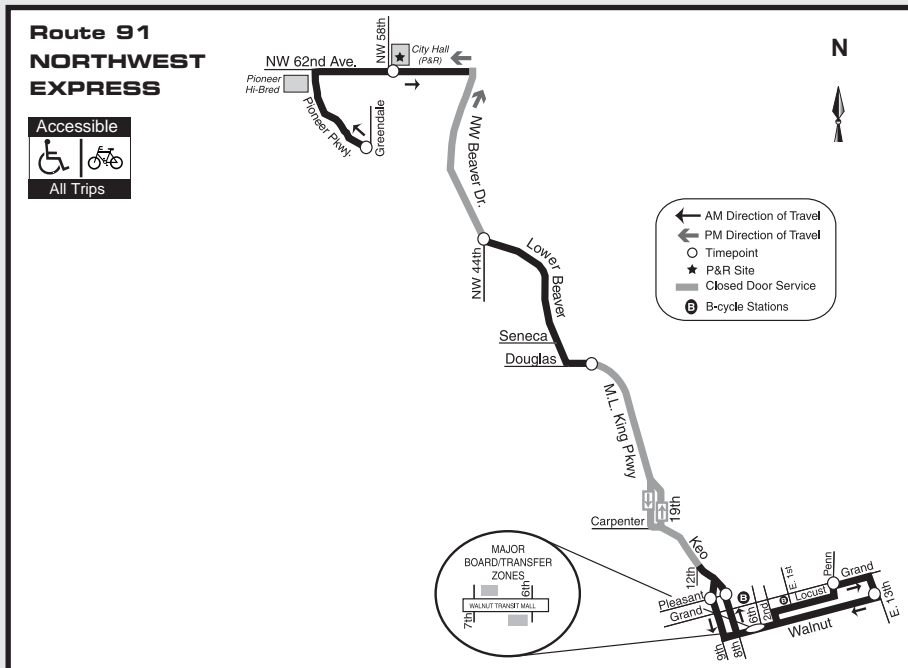 Route 91
NORTHWEST
EXPRESS
Accessible
All Trips
NW 62nd Ave.
NW 58th
City Hall
(P&R)
N
Pioneer
Hi-Bred
Pioneer Pkwy.
Greendale
NW Beaver Dr.
AM Direction of Travel
PM Direction of Travel
Timepoint
P&R Site
Closed Door Service
B B-cycle Stations
NW 44th
Lower Beaver
Seneca
Douglas
M.L. King Pkwy
19th
Carpenter
Keo
12th
MAJOR
BOARD/TRANSFER
ZONES
6th
WALNUT TRANSIT MALL
7th
Pleasant
Grand
B
6th
2nd
B
E. 1st
Locust
Penn
Grand
E. 13th
Walnut
9th
8th